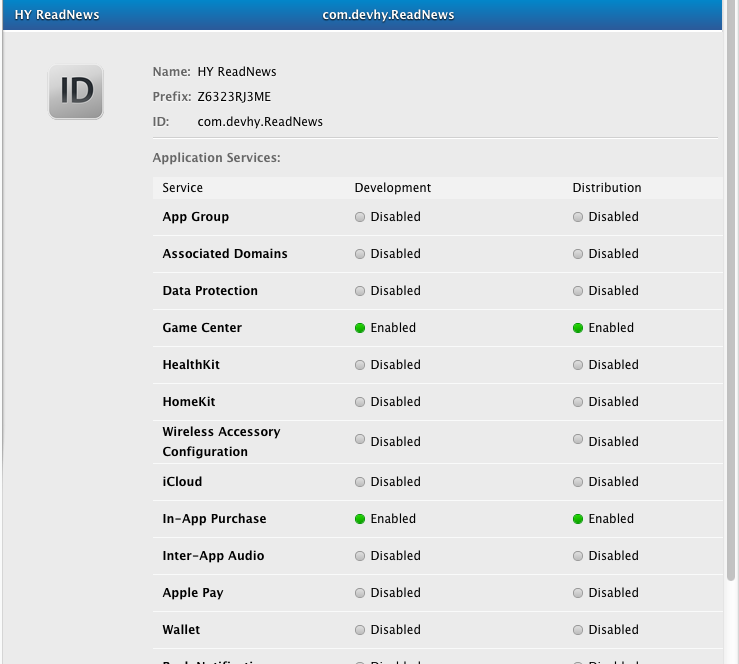 HY ReadNews com.devhy.ReadNews
ID
Name: HY ReadNews
Prefix: Z6323RJ3ME
ID: com.devhy.ReadNews
Application Services:
Service Development Distribution
App Group Disabled Disabled
Associated Domains Disabled Disabled
Data Protection Disabled Disabled
Game Center Enabled Enabled
HealthKit Disabled Disabled
HomeKit Disabled Disabled
Wireless Accessory
Configuration Disabled Disabled
iCloud Disabled Disabled
In-App Purchase Enabled Enabled
Inter-App Audio Disabled Disabled
Apple Pay Disabled Disabled
Wallet Disabled Disabled